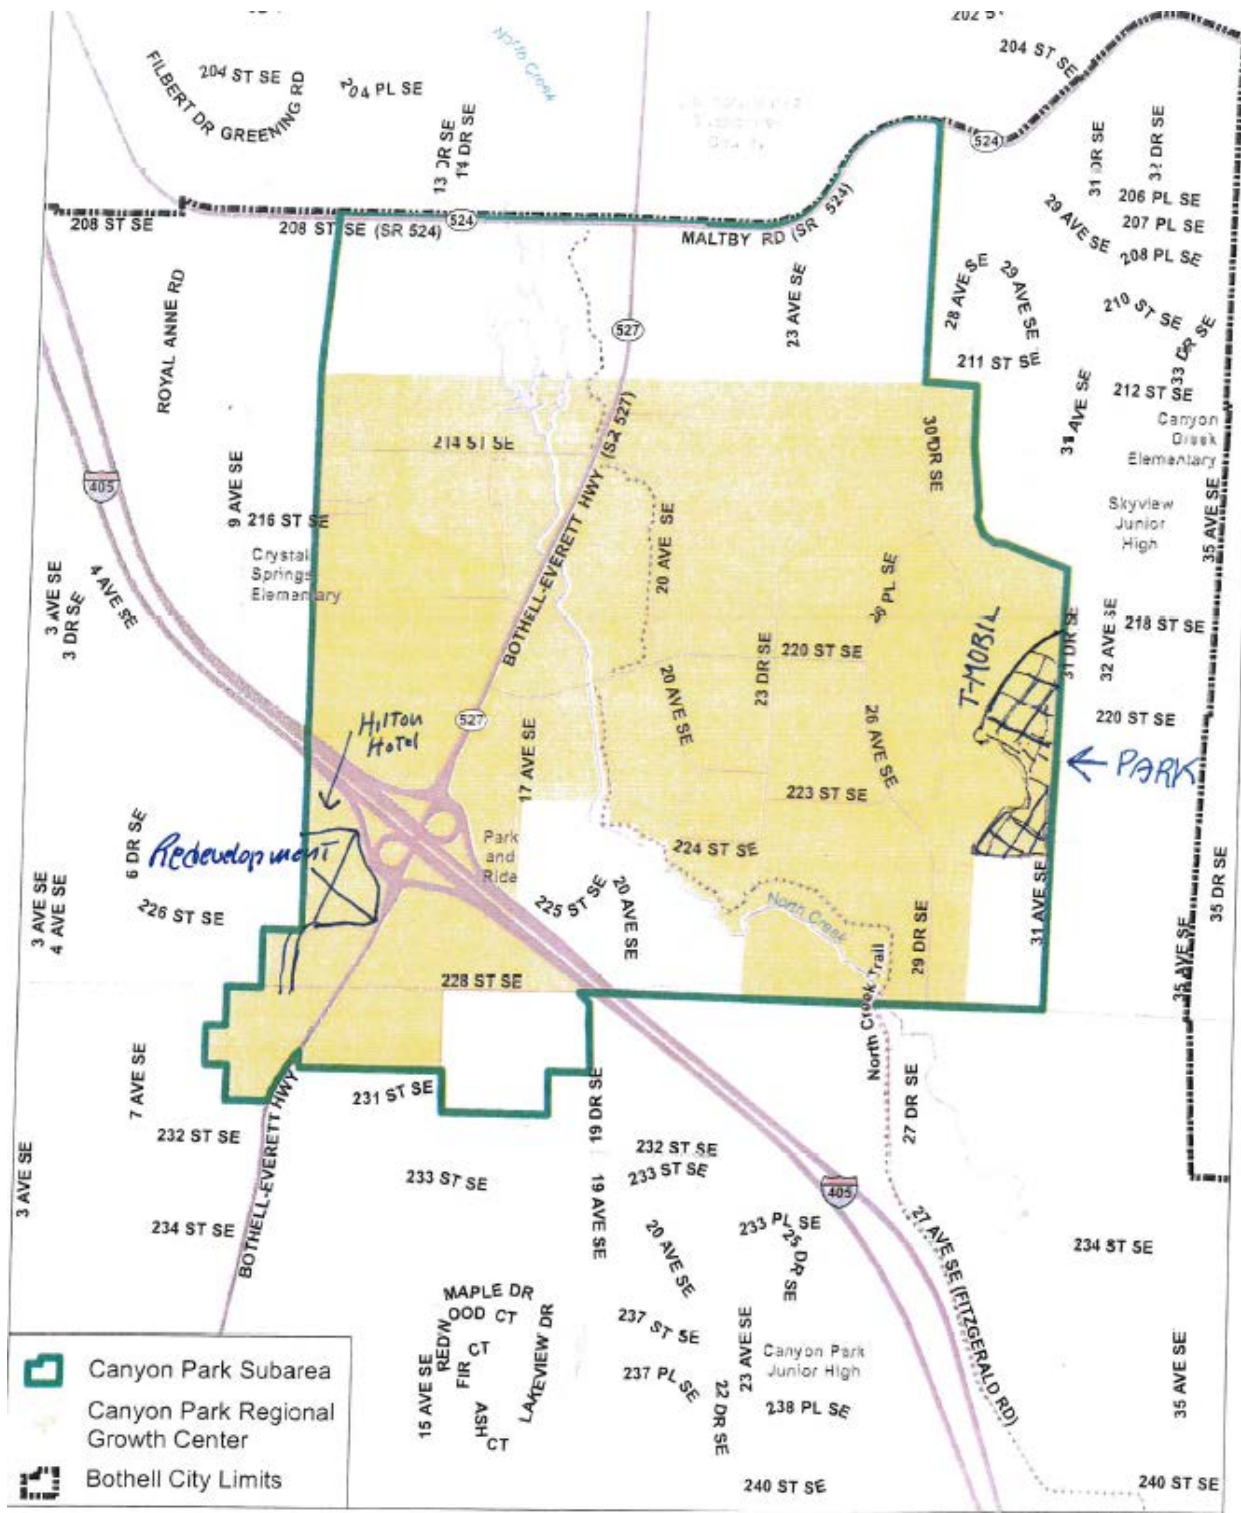 204 ST SE
FILBERT DR
GREENING RD
204 PL SE
North Creek
13 DR SE
14 DR SE
204 ST SE
524
31 DR SE
32 DR SE
206 PL SE
207 PL SE
208 PL SE
29 AVE SE
210 ST SE
33 DR SE
208 ST SE
208 ST SE (SR 524)
524
MALTBY RD (SR 524)
ROYAL ANNE RD
527
23 AVE SE
28 AVE SE
29 AVE SE
211 ST SE
212 ST SE
Canyon
Creek
Elementary
Skyview
Junior
High
35 AVE SE
405
9 AVE SE
214 ST SE
216 ST SE
Crystal
Springs
Elementary
BOTHELL-EVERETT HWY (SR 527)
20 AVE SE
30 DR SE
3 AVE SE
3 DR SE
4 AVE SE
31 DR SE
32 AVE SE
218 ST SE
220 ST SE
T-MOBIL
220 ST SE
23 DR SE
20 AVE SE
26 AVE SE
527
17 AVE SE
Hilton
Hotel
← PARK
223 ST SE
224 ST SE
Park
and
Ride
6 DR SE
Redevelopment
3 AVE SE
4 AVE SE
226 ST SE
225 ST SE
20 AVE SE
North Creek
29 DR SE
31 AVE SE
35 AVE SE
35 DR SE
228 ST SE
North Creek Trail
7 AVE SE
231 ST SE
19 DR SE
27 DR SE
232 ST SE
BOTHELL-EVERETT HWY
3 AVE SE
233 ST SE
232 ST SE
233 ST SE
405
234 ST SE
19 AVE SE
20 AVE SE
233 PL SE
25 DR SE
27 AVE SE (FITZGERALD RD)
234 ST SE
MAPLE DR
REDW
OOD CT
FIR
CT
ASH
CT
LAKEVIEW DR
15 AVE SE
237 ST SE
237 PL SE
23 AVE SE
22 DR SE
Canyon Park
Junior High
238 PL SE
240 ST SE
35 AVE SE
240 ST SE
Canyon Park Subarea
Canyon Park Regional
Growth Center
Bothell City Limits